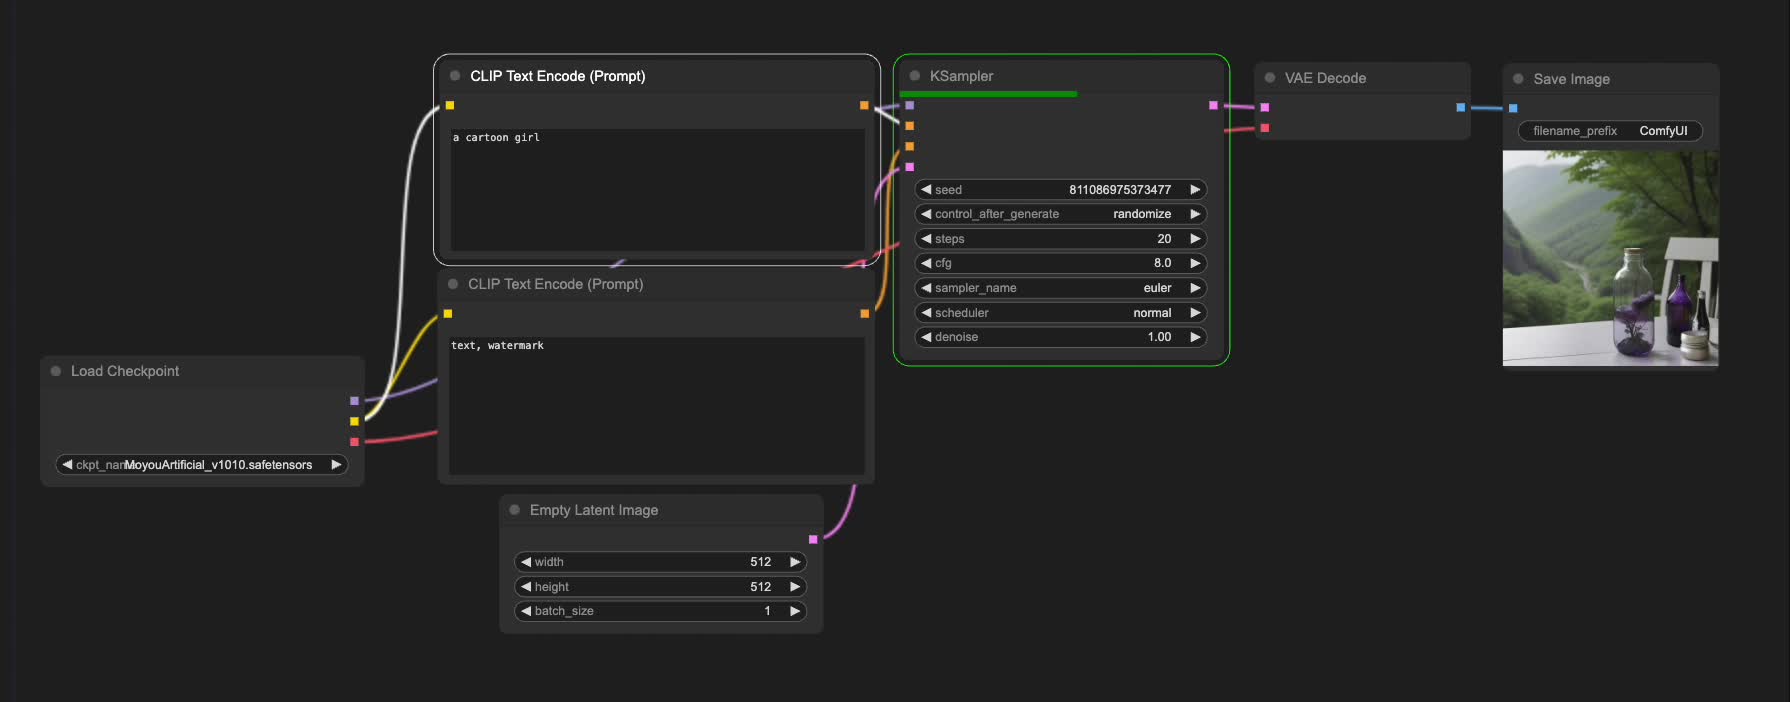 CLIP Text Encode (Prompt)
a cartoon girl
CLIP Text Encode (Prompt)
text, watermark
Load Checkpoint
MoyouArtificial_v1010.safetensors
Empty Latent Image
width 512
height 512
batch_size 1
KSampler
seed 811086975373477
control_after_generate randomize
steps 20
cfg 8.0
sampler_name euler
scheduler normal
denoise 1.00
VAE Decode
Save Image
filename_prefix ComfyUI